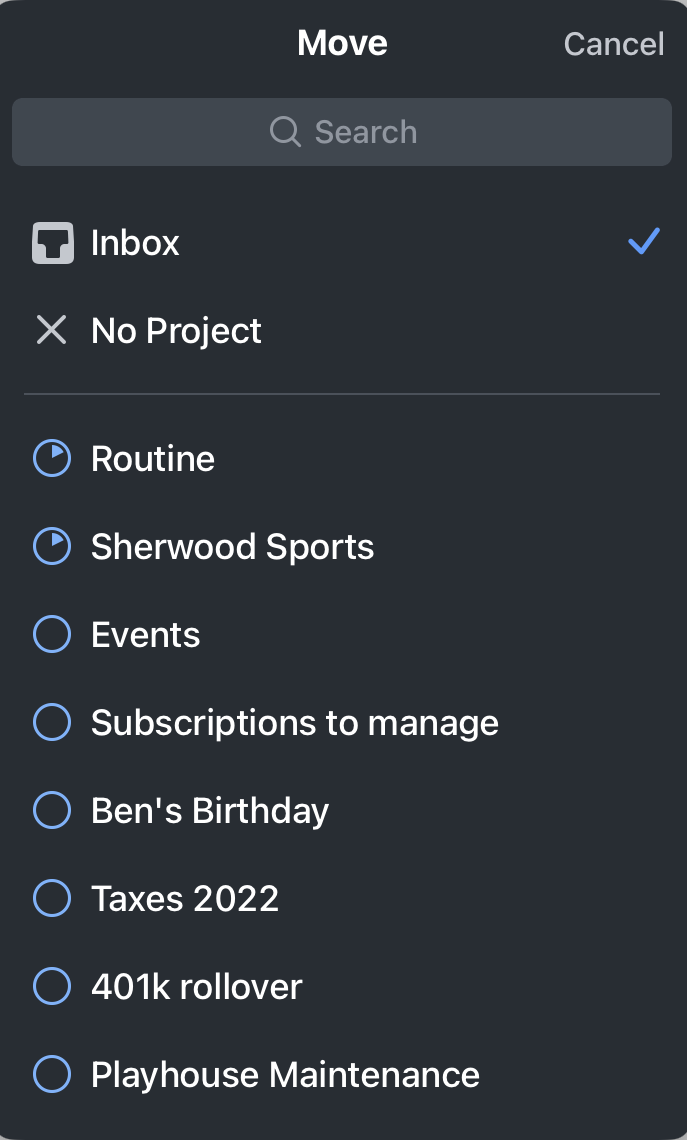 Move
Cancel
Search
Inbox
No Project
Routine
Sherwood Sports
Events
Subscriptions to manage
Ben's Birthday
Taxes 2022
401k rollover
Playhouse Maintenance